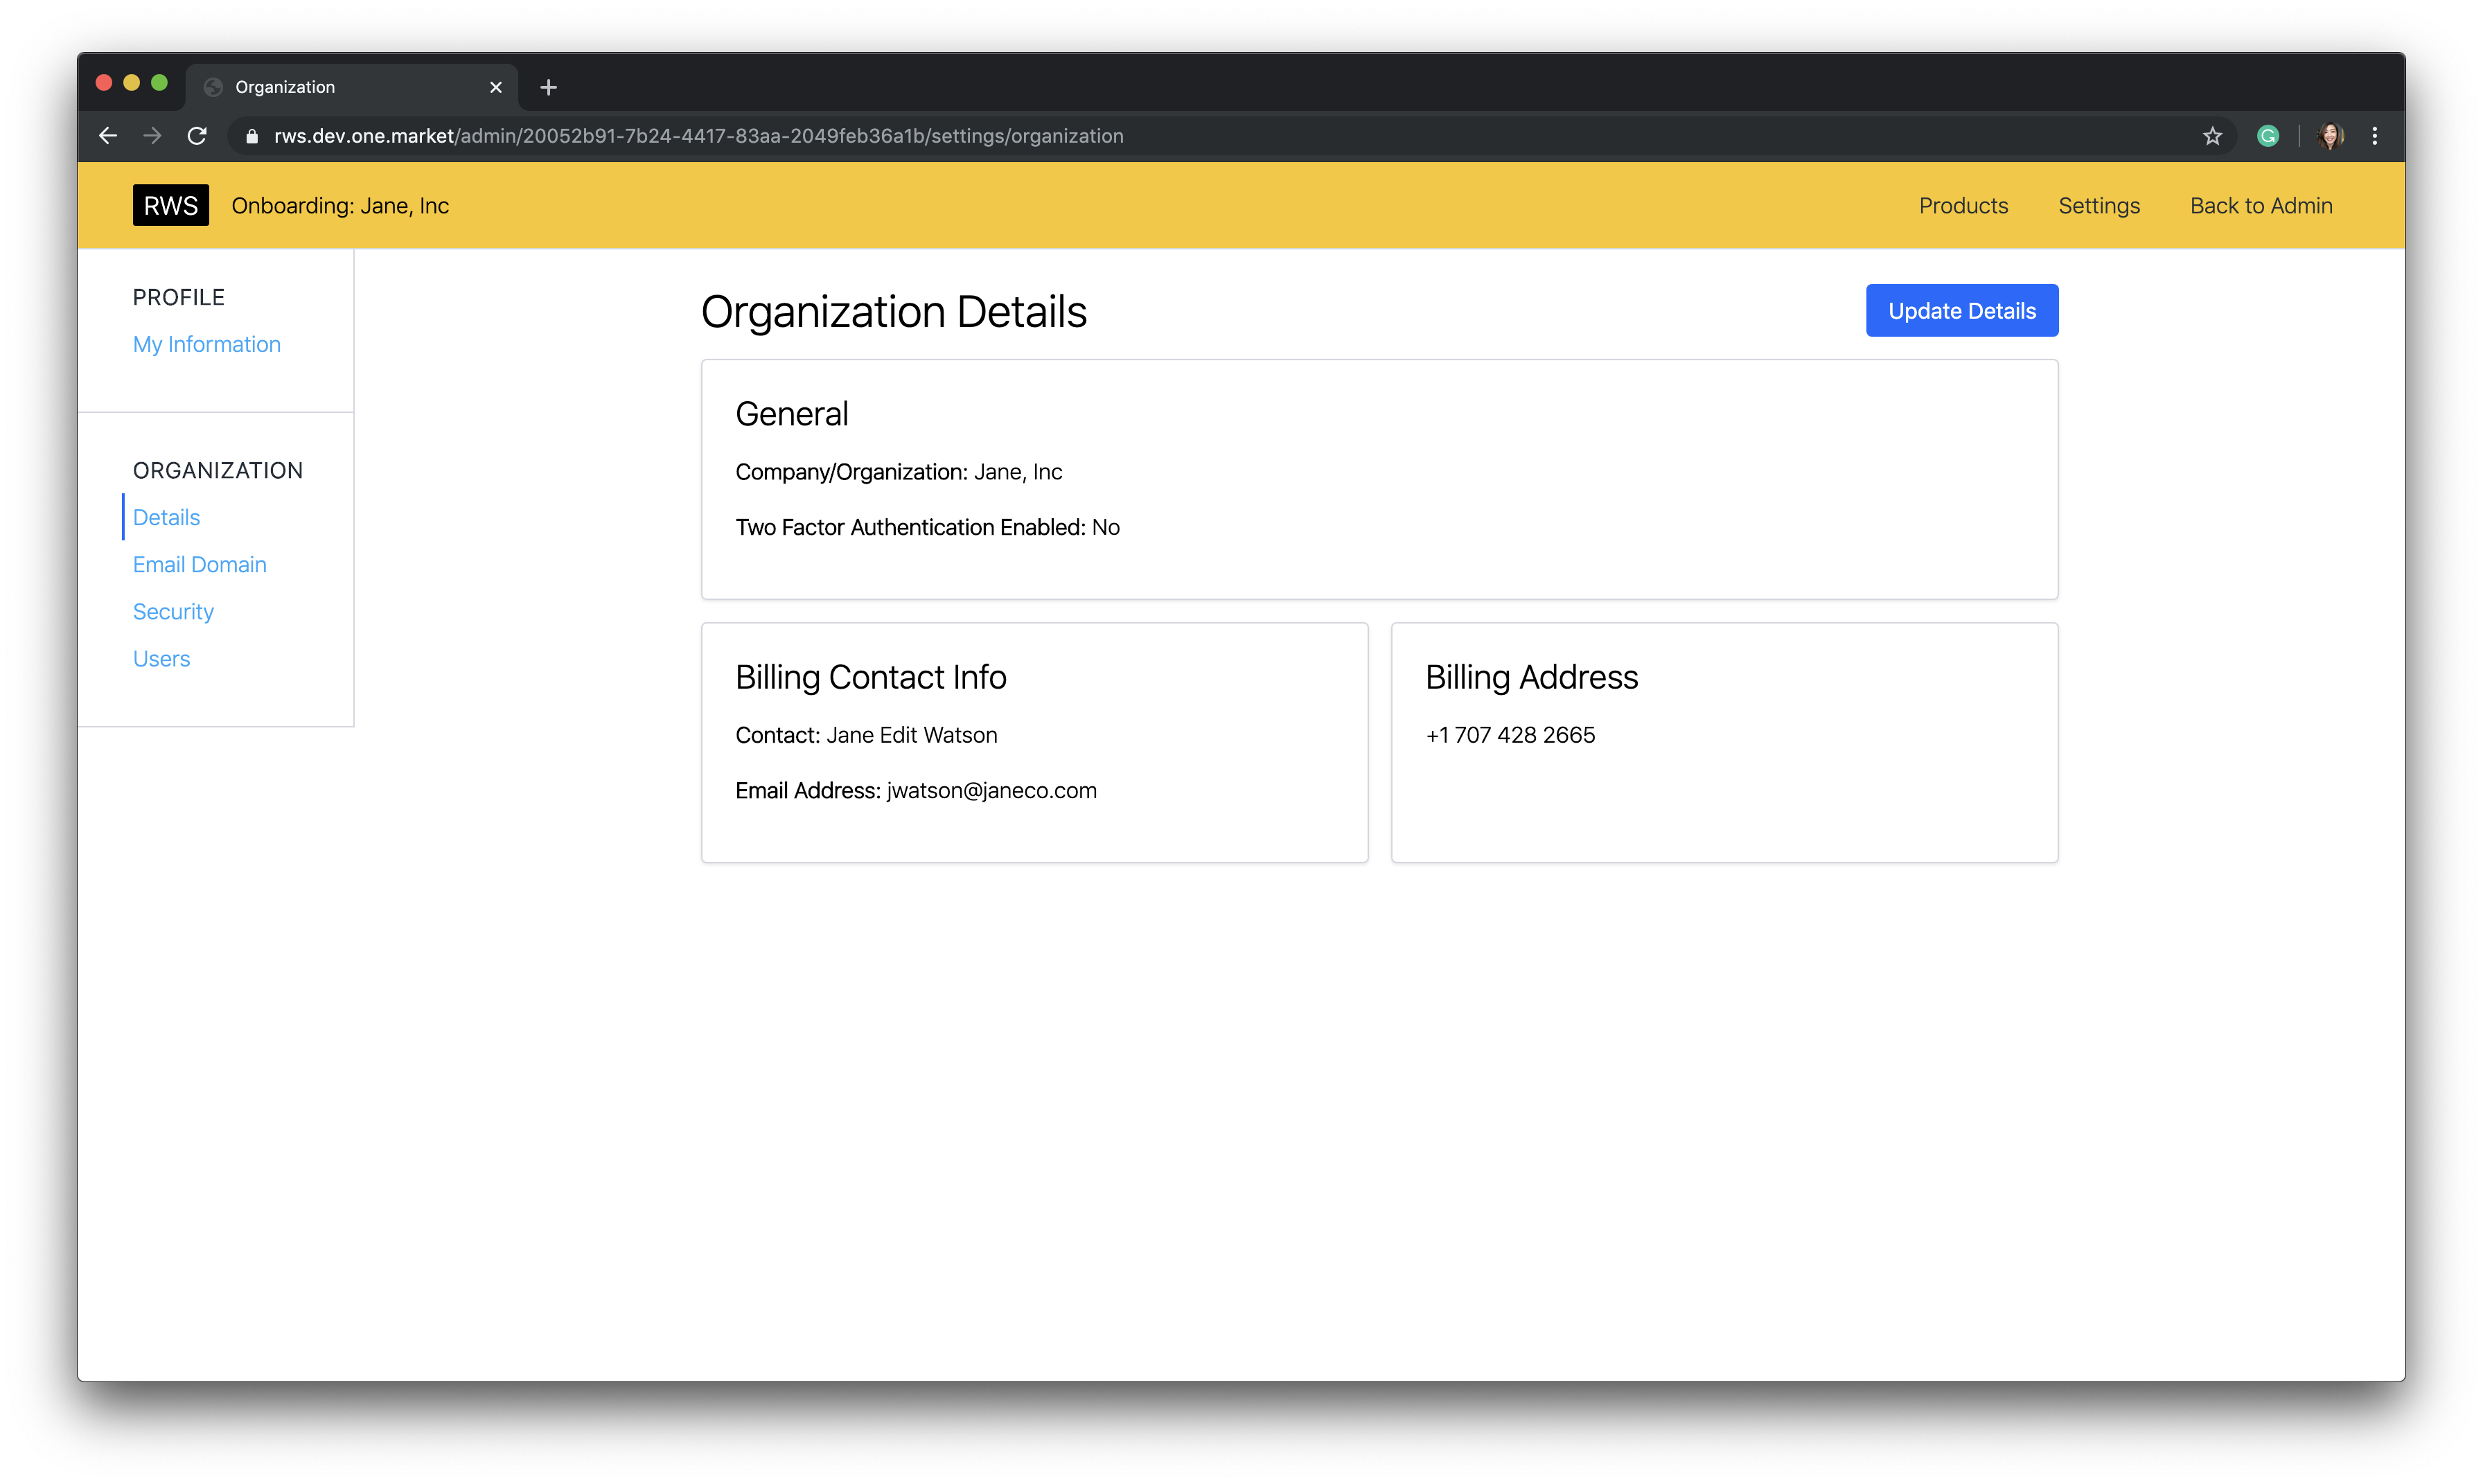 Organization
rws.dev.one.market/admin/20052b91-7b24-4417-83aa-2049feb36a1b/settings/organization
RWS Onboarding: Jane, Inc Products Settings Back to Admin
PROFILE
My Information
ORGANIZATION
Details
Email Domain
Security
Users
Organization Details Update Details
General
Company/Organization: Jane, Inc
Two Factor Authentication Enabled: No
Billing Contact Info
Contact: Jane Edit Watson
Email Address: jwatson@janeco.com
Billing Address
+1 707 428 2665